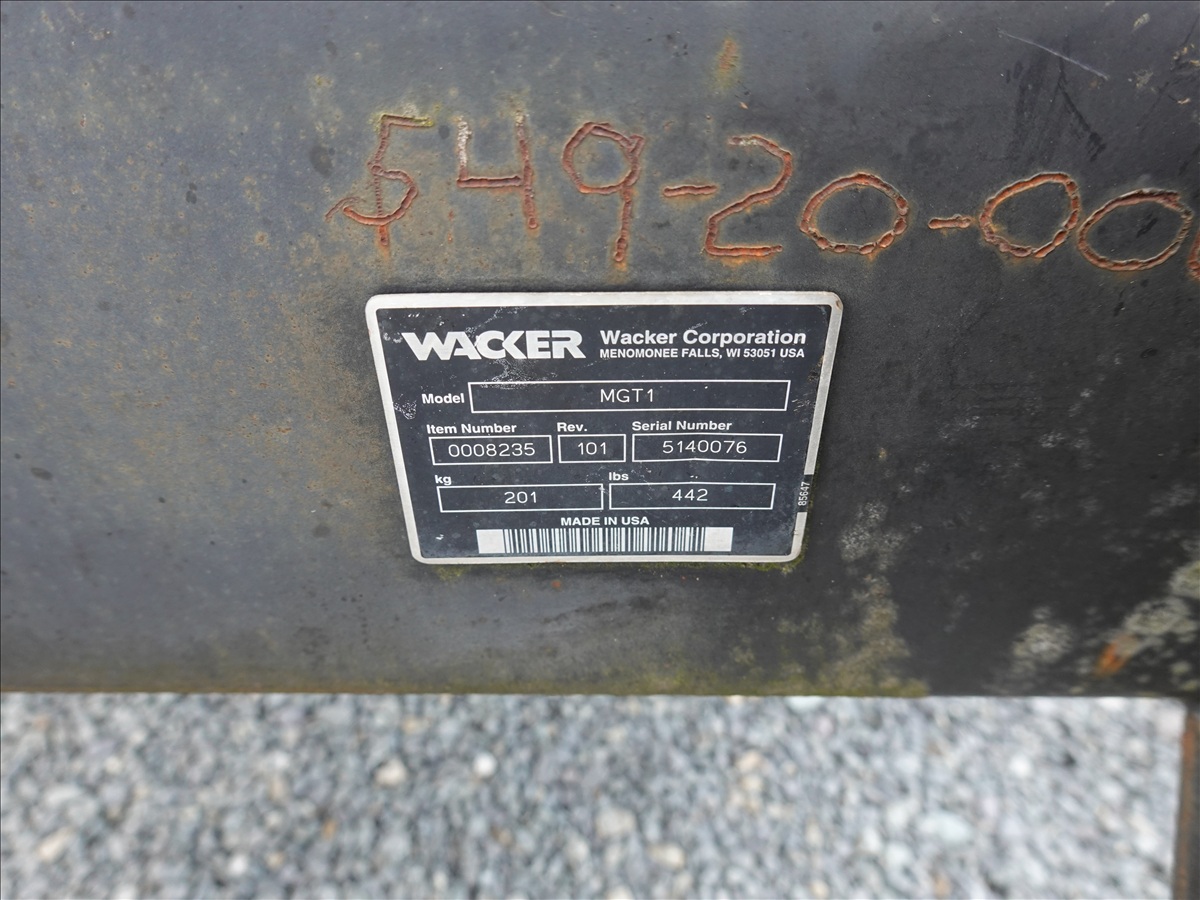 549-20-00
WACKER Wacker Corporation
MENOMONEE FALLS, WI 53051 USA
Model MGT1
Item Number Rev. Serial Number
0008235 101 5140076
kg lbs
201 442
85647
MADE IN USA